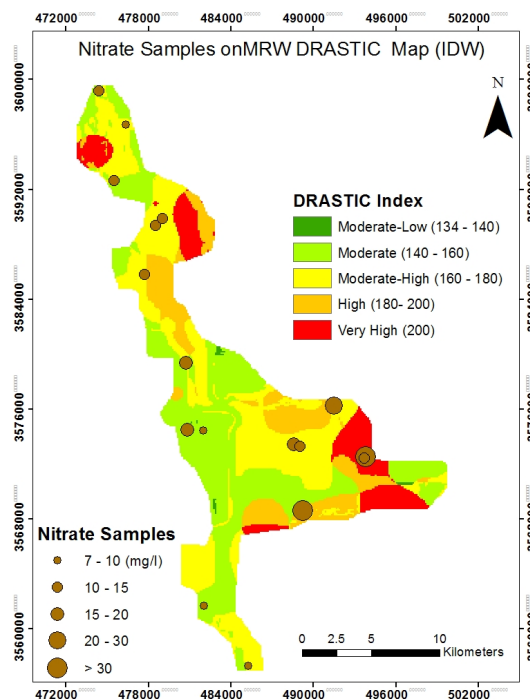 472000 478000 484000 490000 496000 502000
Nitrate Samples onMRW DRASTIC Map (IDW)
N
3600000
3592000
3584000
3576000
3568000
3560000
DRASTIC Index
Moderate-Low (134 - 140)
Moderate (140 - 160)
Moderate-High (160 - 180)
High (180- 200)
Very High (200)
Nitrate Samples
7 - 10 (mg/l)
10 - 15
15 - 20
20 - 30
> 30
0 2.5 5 10
Kilometers
472000 478000 484000 490000 496000 502000